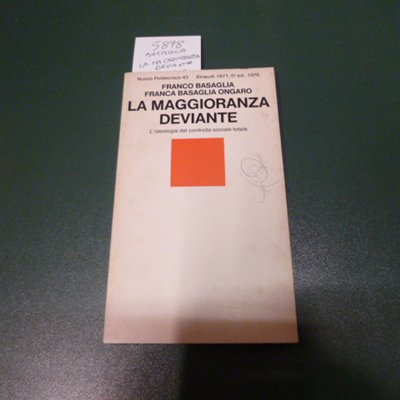 5878
BASAGLIA
LA MAGGIORANZA
DEVIANTE
Nuovo Politecnico 43 Einaudi 1971, 5ª ed., 1976
FRANCO BASAGLIA
FRANCA BASAGLIA ONGARO
LA MAGGIORANZA
DEVIANTE
L'ideologia del controllo sociale totale